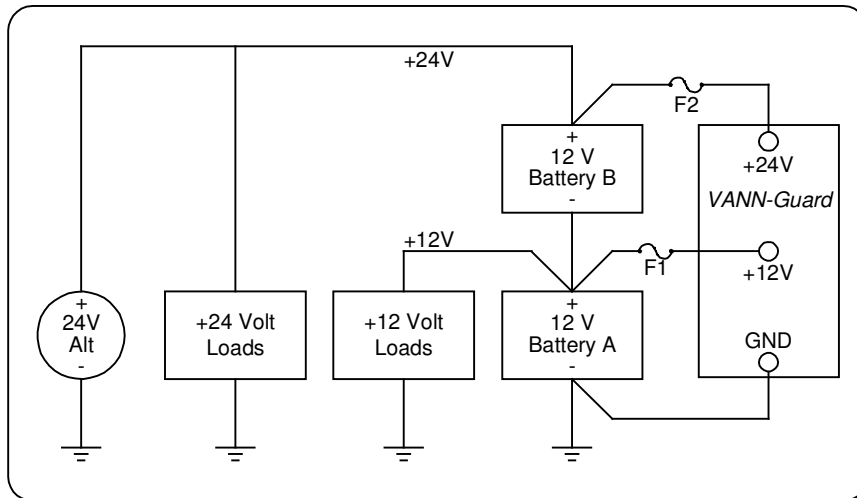 +24V
F2
+
12 V
Battery B
-
+24V
VANN-Guard
+12V
F1
+12V
+
24V
Alt
-
+24 Volt
Loads
+12 Volt
Loads
+
12 V
Battery A
-
GND